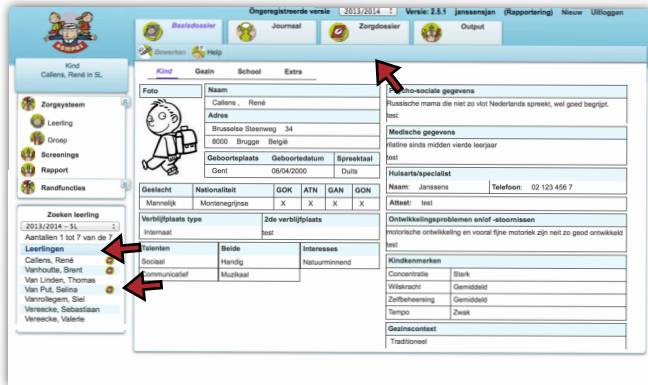 Ongeregistreerde versie 2013/2014 Versie: 2.5.1 janssensjan (Rapportering) Nieuw Uitloggen
Basisdossier Journaal Zorgdossier Output
KOMPAS
Bewerken Help
Kind
Callens, René in 5L
Kind Gezin School Extra
Zorgsysteem
Leerling
Groep
Screenings
Rapport
Randfuncties
Zoeken leerling
2013/2014 - 5L
Aantallen 1 tot 7 van de 7
Leerlingen
Callens, René
Vanhoutte, Brent
Van Linden, Thomas
Van Put, Selina
Vanrollegem, Siel
Vereecke, Sebastiaan
Vereecke, Valerie
Foto
Naam
Callens , René
Adres
Brusselse Steenweg 34
8000 Brugge België
Geboorteplaats Geboortedatum Spreektaal
Gent 06/04/2000 Duits
Geslacht Nationaliteit GOK ATN GAN GON
Mannelijk Montenegrijnse X X X X
Verblijfplaats type 2de verblijfplaats
Internaat test
Talenten Beide Interesses
Sociaal Handig Natuurminnend
Communicatief Muzikaal
Psycho-sociale gegevens
Russische mama die niet zo vlot Nederlands spreekt, wel goed begrijpt.
test
Medische gegevens
rilatine sinds midden vierde leerjaar
test
Huisarts/specialist
Naam: Janssens Telefoon: 02 123 456 7
Attest: test
Ontwikkelingsproblemen en/of -stoornissen
motorische ontwikkeling en vooral fijne motoriek zijn neit zo geod ontwikkeld
test
Kindkenmerken
Concentratie Sterk
Wilskracht Gemiddeld
Zelfbeheersing Gemiddeld
Tempo Zwak
Gezinscontext
Traditioneel